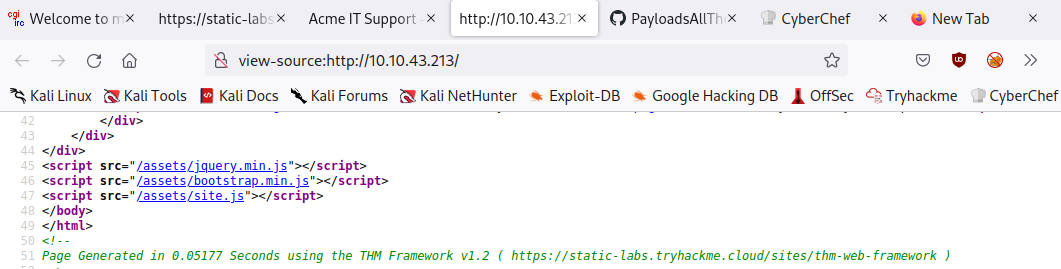 cgi irc Welcome to m https://static-labs Acme IT Support - http://10.10.43.21 PayloadsAllThe CyberChef New Tab
view-source:http://10.10.43.213/
Kali Linux Kali Tools Kali Docs Kali Forums Kali NetHunter Exploit-DB Google Hacking DB OffSec Tryhackme CyberChef
42 </div>
43 </div>
44 </div>
45 <script src="/assets/jquery.min.js"></script>
46 <script src="/assets/bootstrap.min.js"></script>
47 <script src="/assets/site.js"></script>
48 </body>
49 </html>
50 <!--
51 Page Generated in 0.05177 Seconds using the THM Framework v1.2 ( https://static-labs.tryhackme.cloud/sites/thm-web-framework )